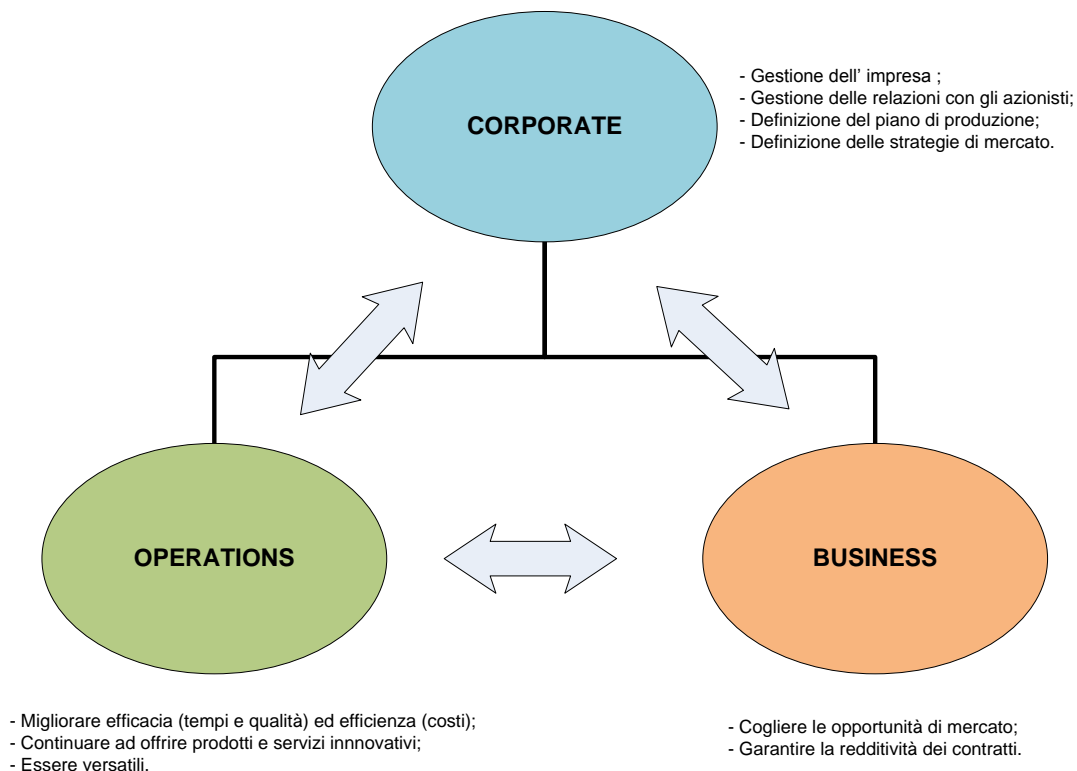 CORPORATE
- Gestione dell’ impresa ;
- Gestione delle relazioni con gli azionisti;
- Definizione del piano di produzione;
- Definizione delle strategie di mercato.
OPERATIONS
BUSINESS
- Migliorare efficacia (tempi e qualità) ed efficienza (costi);
- Continuare ad offrire prodotti e servizi innnovativi;
- Essere versatili.
- Cogliere le opportunità di mercato;
- Garantire la redditività dei contratti.